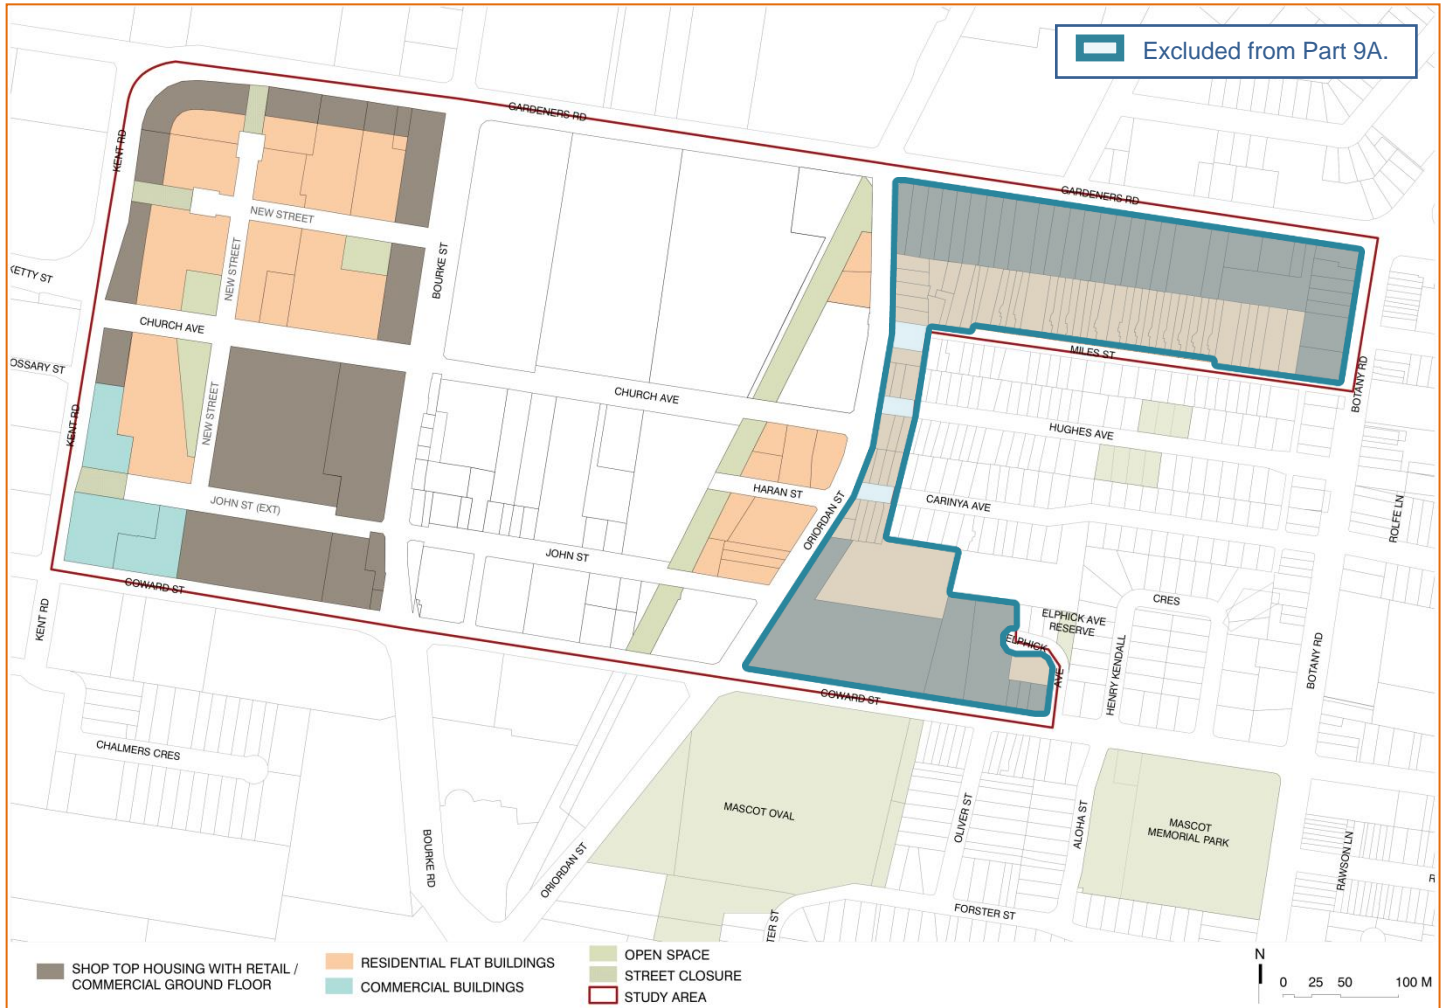 Excluded from Part 9A.
GARDENERS RD
KENT RD
GARDENERS RD
NEW STREET
KETTY ST
NEW STREET
BOURKE ST
CHURCH AVE
MILES ST
OSSARY ST
BOTANY RD
CHURCH AVE
HUGHES AVE
KENT RD
NEW STREET
HARAN ST
ORIORDAN ST
CARINYA AVE
ROLFE LN
JOHN ST (EXT)
JOHN ST
COWARD ST
KENT RD
CRES
ELPHICK AVE
RESERVE
ELPHICK
AVE
HENRY KENDALL
BOTANY RD
COWARD ST
CHALMERS CRES
MASCOT OVAL
OLIVER ST
ALOHA ST
MASCOT
MEMORIAL PARK
BOURKE RD
ORIORDAN ST
RAWSON LN
R
TER ST
FORSTER ST
SHOP TOP HOUSING WITH RETAIL /
COMMERCIAL GROUND FLOOR
RESIDENTIAL FLAT BUILDINGS
COMMERCIAL BUILDINGS
OPEN SPACE
STREET CLOSURE
STUDY AREA
N
0 25 50 100 M